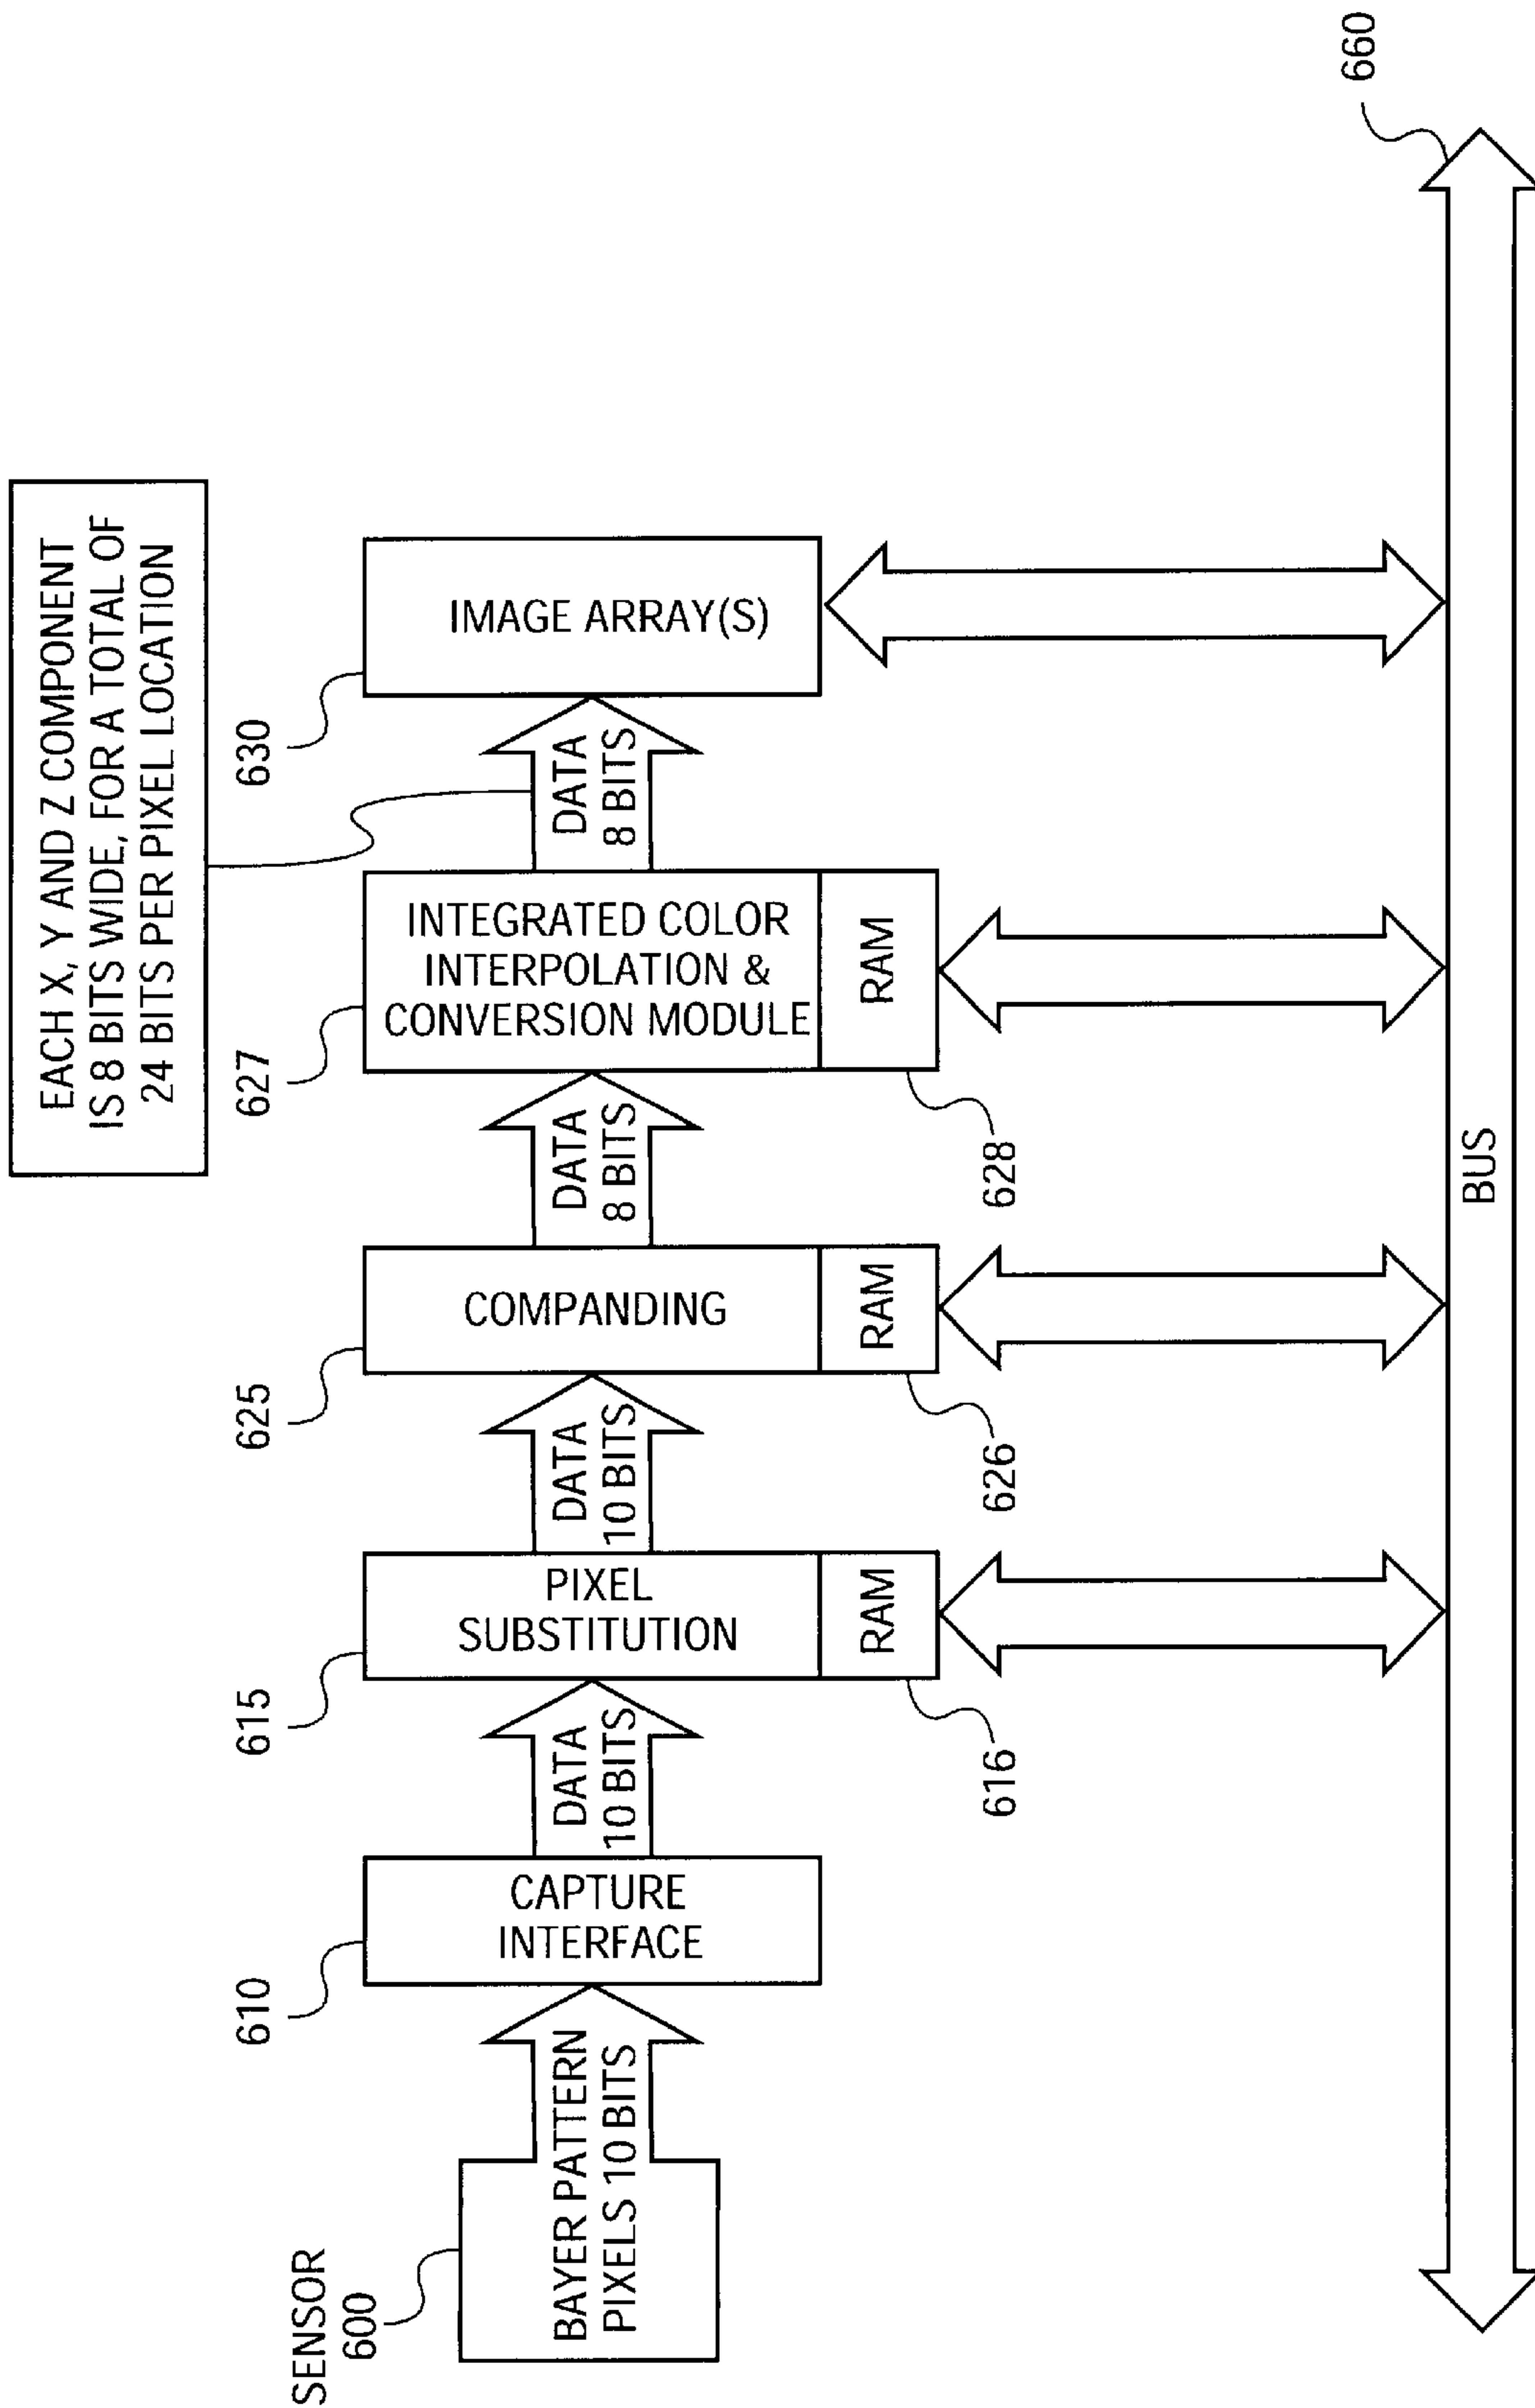 EACH X, Y AND Z COMPONENT
IS 8 BITS WIDE, FOR A TOTAL OF
24 BITS PER PIXEL LOCATION
SENSOR
600
610
615
625
627
630
BAYER PATTERN
PIXELS 10 BITS
CAPTURE
INTERFACE
DATA
10 BITS
PIXEL
SUBSTITUTION
DATA
10 BITS
COMPANDING
DATA
8 BITS
INTEGRATED COLOR
INTERPOLATION &
CONVERSION MODULE
DATA
8 BITS
IMAGE ARRAY(S)
RAM
RAM
RAM
616
626
628
660
BUS